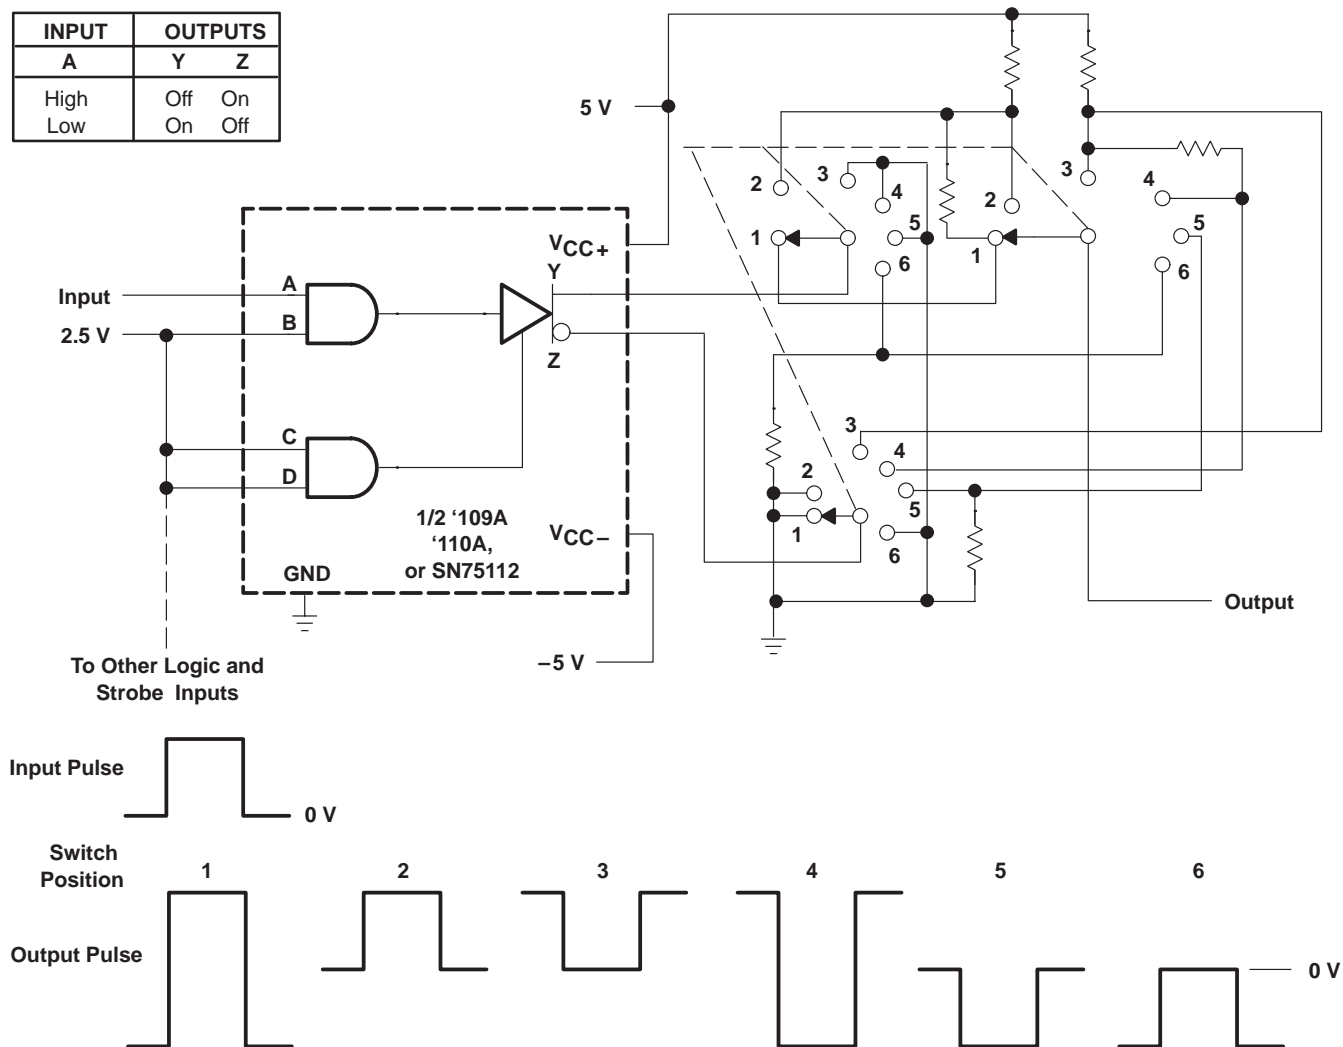 INPUT OUTPUTS
A Y Z
High Off On
Low On Off
5 V
2 3 4 5 6 1
2 3 4 5 6 1
VCC+
Y
A
Input
B
2.5 V
Z
C
D
3 4 2 5 1 6
1/2 ‘109A
‘110A,
or SN75112
VCC–
GND
Output
–5 V
To Other Logic and
Strobe Inputs
Input Pulse
0 V
Switch
Position
1 2 3 4 5 6
Output Pulse
0 V